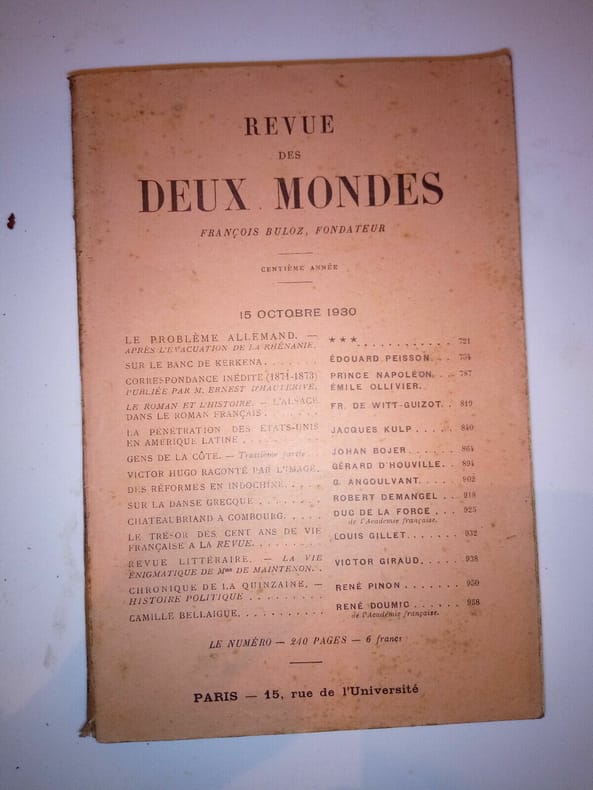 REVUE
DES
DEUX MONDES
FRANÇOIS BULOZ, FONDATEUR
CENTIÈME ANNÉE
15 OCTOBRE 1930
LE PROBLÈME ALLEMAND. —
APRÈS L'ÉVACUATION DE LA RHÉNANIE. ★★★ . . . . . . . . . . . . 721
SUR LE BANC DE KERKENA . . . . . . . ÉDOUARD PEISSON. . . 754
CORRESPONDANCE INÉDITE (1871-1873) PRINCE NAPOLÉON. . . 787
PUBLIÉE PAR M. ERNEST D'HAUTERIVE. ÉMILE OLLIVIER. .
LE ROMAN ET L'HISTOIRE. — L'ALSACE
DANS LE ROMAN FRANÇAIS . . . . . . . FR. DE WITT-GUIZOT. . 819
LA PÉNÉTRATION DES ÉTATS-UNIS
EN AMÉRIQUE LATINE . . . . . . . . . . JACQUES KULP . . . . . 840
GENS DE LA CÔTE. — Troisième partie . . JOHAN BOJER. . . . . . 864
VICTOR HUGO RACONTÉ PAR L'IMAGE. GÉRARD D'HOUVILLE. . 894
DES RÉFORMES EN INDOCHINE. . . . . G. ANGOULVANT. . . . . 902
SUR LA DANSE GRECQUE . . . . . . . . ROBERT DEMANGEL . . 918
CHATEAUBRIAND A COMBOURG. . . . . DUC DE LA FORCE . . . 925
de l'Académie française.
LE TRÉSOR DES CENT ANS DE VIE
FRANÇAISE A LA REVUE. . . . . . . . . LOUIS GILLET. . . . . . . 932
REVUE LITTÉRAIRE. — LA VIE
ÉNIGMATIQUE DE Mme DE MAINTENON. . VICTOR GIRAUD. . . . . 938
CHRONIQUE DE LA QUINZAINE. —
HISTOIRE POLITIQUE . . . . . . . . . . RENÉ PINON . . . . . . . 950
CAMILLE BELLAIGUE. . . . . . . . . . . RENÉ DOUMIC . . . . . . 958
de l'Académie française.
LE NUMÉRO — 240 PAGES — 6 francs
PARIS — 15, rue de l'Université